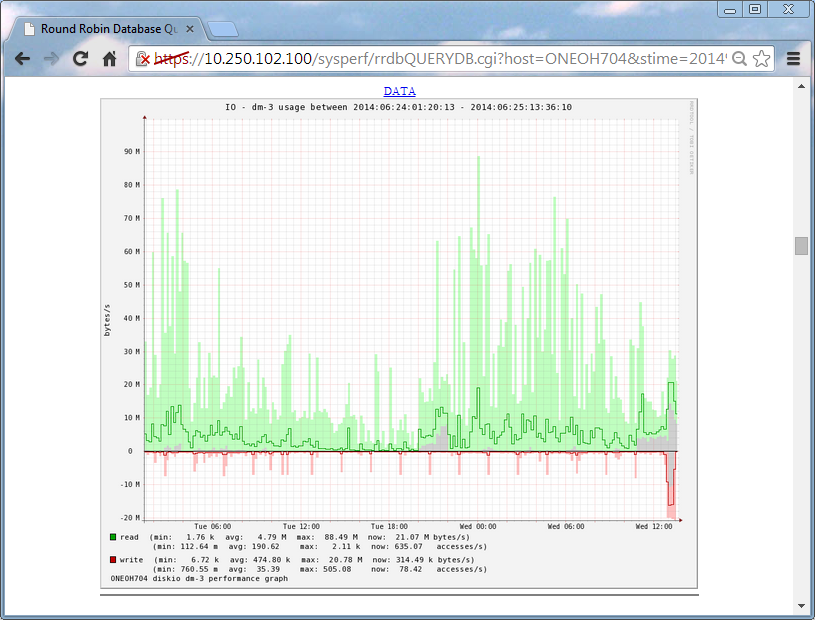 Round Robin Database Qu
https://10.250.102.100/sysperf/rrdbQUERYDB.cgi?host=ONEOH704&stime=2014
DATA
IO - dm-3 usage between 2014:06:24:01:20:13 - 2014:06:25:13:36:10
RRDTOOL / TOBI OETIKER
bytes/s
90 M
80 M
70 M
60 M
50 M
40 M
30 M
20 M
10 M
0
-10 M
-20 M
Tue 06:00 Tue 12:00 Tue 18:00 Wed 00:00 Wed 06:00 Wed 12:00
read (min: 1.76 k avg: 4.79 M max: 88.49 M now: 21.07 M bytes/s)
(min: 112.64 m avg: 190.62 max: 2.11 k now: 635.07 accesses/s)
write (min: 6.72 k avg: 474.80 k max: 20.78 M now: 314.49 k bytes/s)
(min: 760.55 m avg: 35.39 max: 505.08 now: 78.42 accesses/s)
ONEOH704 diskio dm-3 performance graph